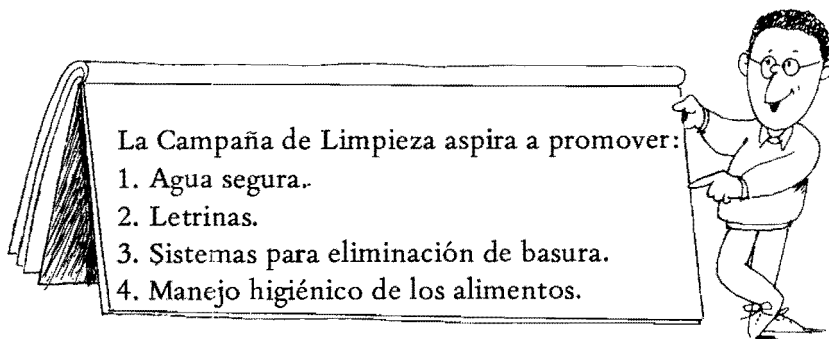 La Campaña de Limpieza aspira a promover:
1. Agua segura.
2. Letrinas.
3. Sistemas para eliminación de basura.
4. Manejo higiénico de los alimentos.